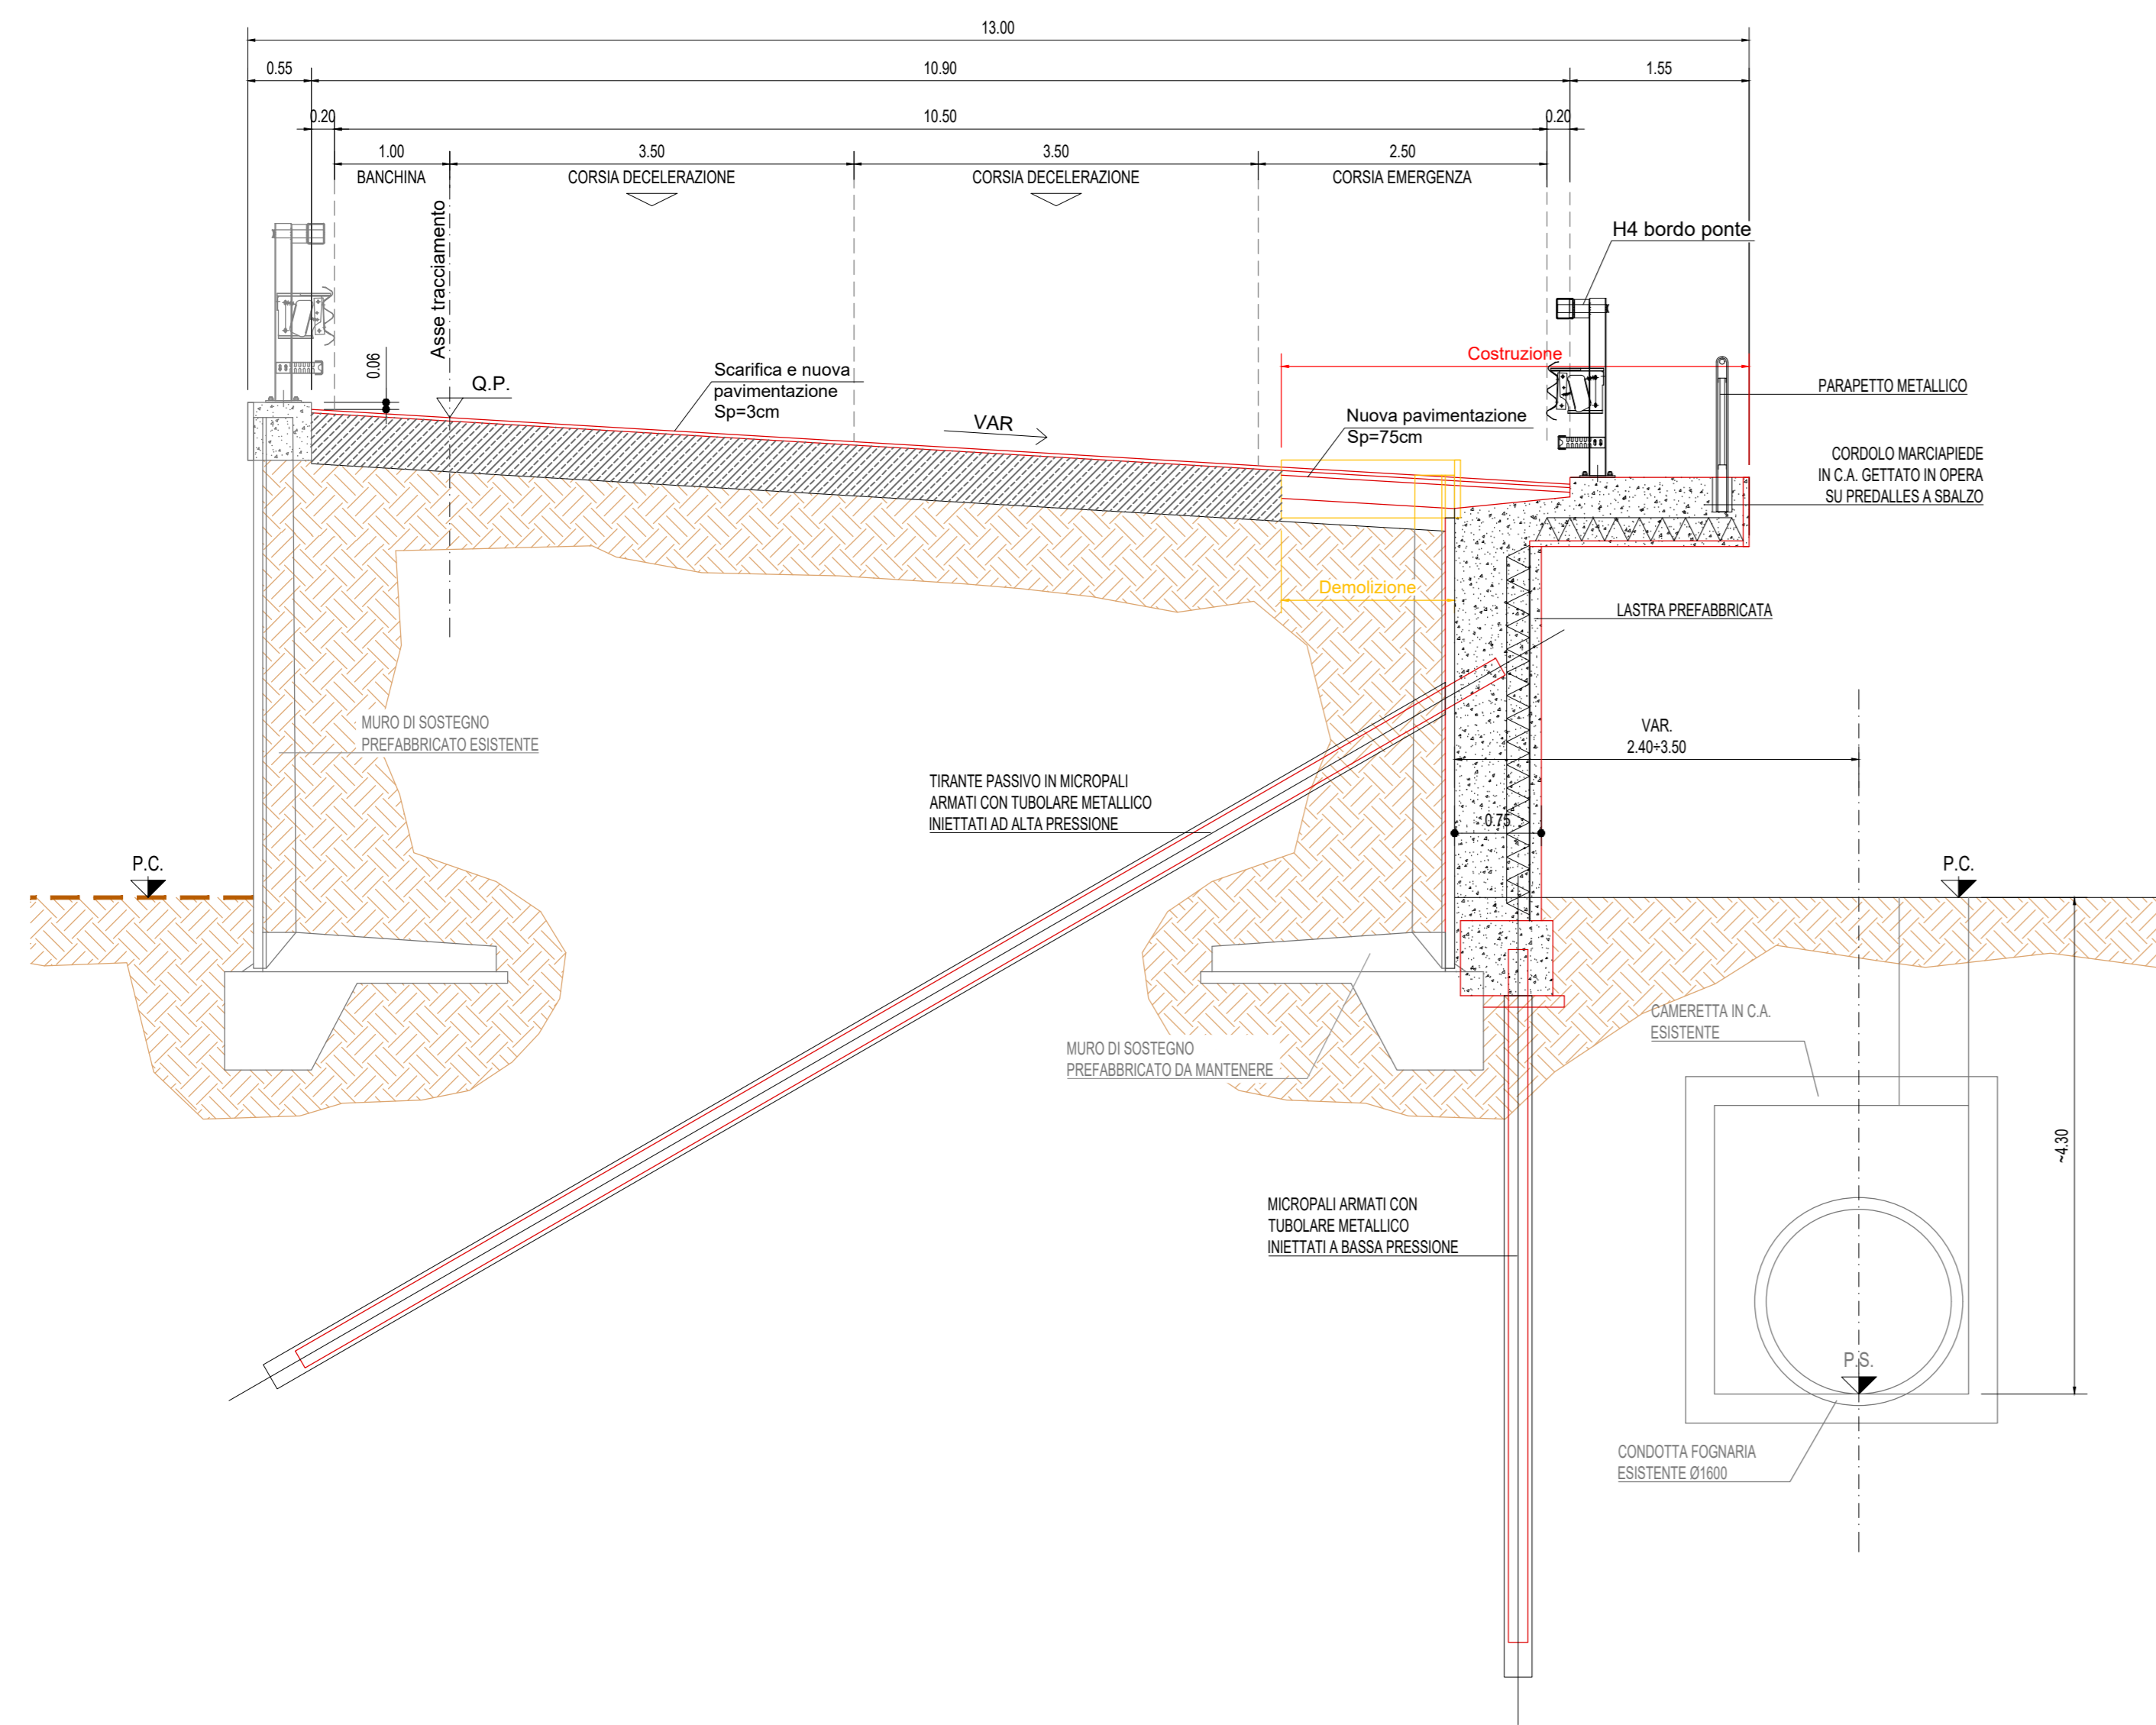 13.00
0.55
10.90
1.55
0.20
10.50
0.20
1.00
3.50
3.50
2.50
BANCHINA
CORSIA DECELERAZIONE
CORSIA DECELERAZIONE
CORSIA EMERGENZA
Asse tracciamento
H4 bordo ponte
0.06
Q.P.
Scarifica e nuova
pavimentazione
Sp=3cm
VAR
Costruzione
Nuova pavimentazione
Sp=75cm
PARAPETTO METALLICO
CORDOLO MARCIAPIEDE
IN C.A. GETTATO IN OPERA
SU PREDALLES A SBALZO
Demolizione
LASTRA PREFABBRICATA
MURO DI SOSTEGNO
PREFABBRICATO ESISTENTE
VAR.
2.40÷3.50
TIRANTE PASSIVO IN MICROPALI
ARMATI CON TUBOLARE METALLICO
INIETTATI AD ALTA PRESSIONE
0.75
P.C.
P.C.
CAMERETTA IN C.A.
ESISTENTE
MURO DI SOSTEGNO
PREFABBRICATO DA MANTENERE
~4.30
MICROPALI ARMATI CON
TUBOLARE METALLICO
INIETTATI A BASSA PRESSIONE
P.S.
CONDOTTA FOGNARIA
ESISTENTE Ø1600